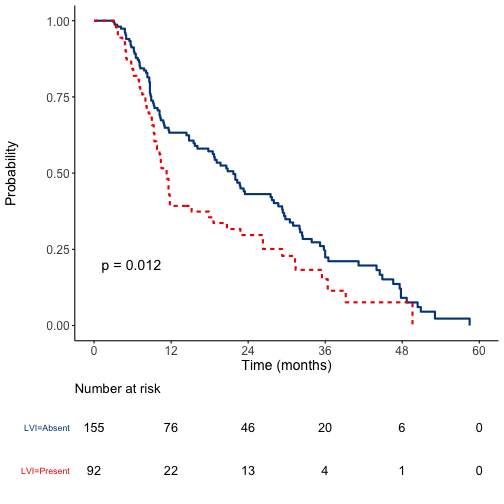 1.00
0.75
0.50
0.25
0.00
Probability
p = 0.012
0 12 24 36 48 60
Time (months)
Number at risk
LVI=Absent 155 76 46 20 6 0
LVI=Present 92 22 13 4 1 0